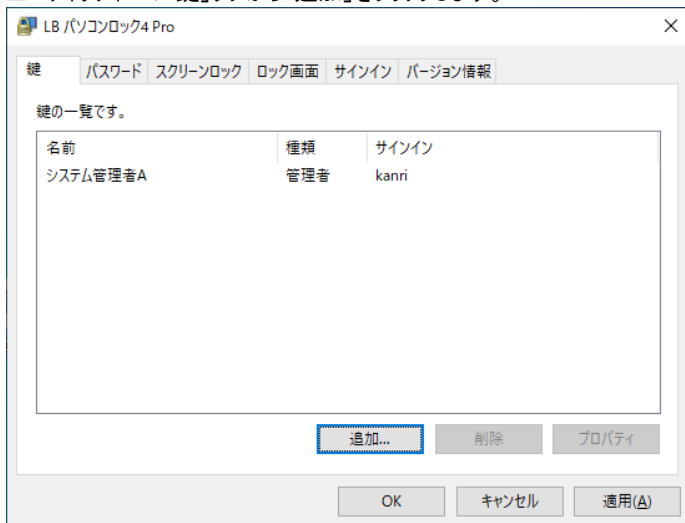 LB パソコンロック4 Pro
鍵 パスワード スクリーンロック ロック画面 サインイン バージョン情報
鍵の一覧です。
名前 種類 サインイン
システム管理者A 管理者 kanri
追加... 削除 プロパティ
OK キャンセル 適用(A)